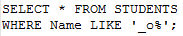 SELECT * FROM STUDENTS
WHERE Name LIKE '_o%';